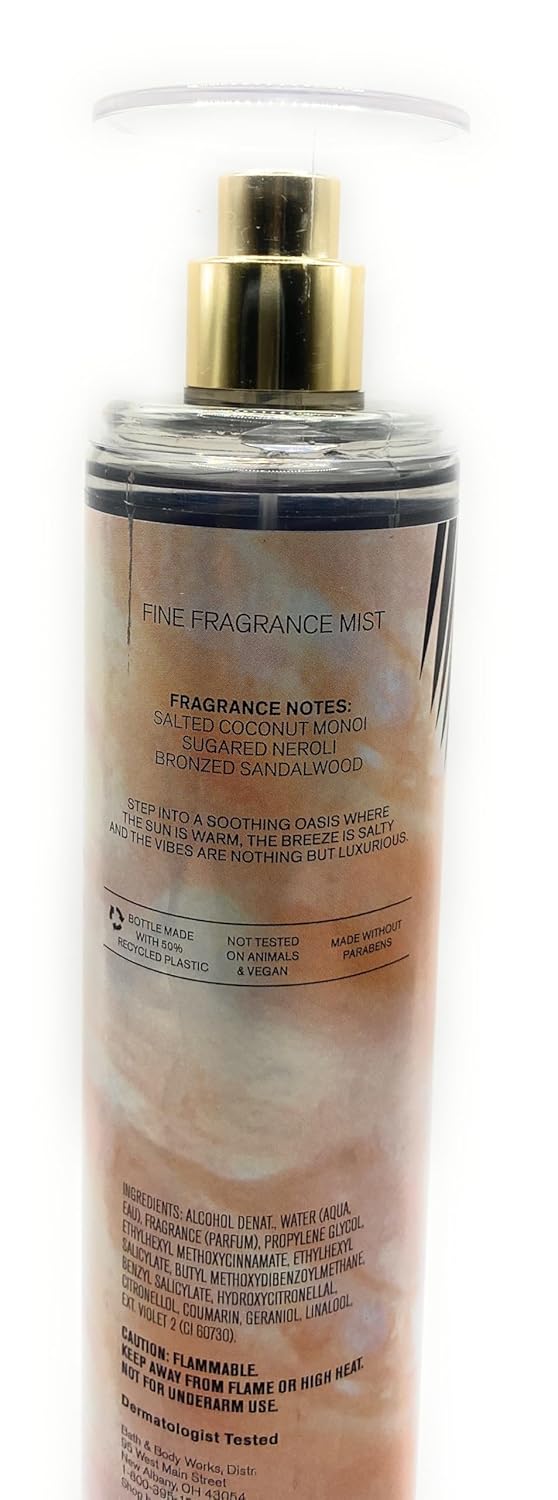 FINE FRAGRANCE MIST
FRAGRANCE NOTES:
SALTED COCONUT MONOI
SUGARED NEROLI
BRONZED SANDALWOOD
STEP INTO A SOOTHING OASIS WHERE
THE SUN IS WARM, THE BREEZE IS SALTY
AND THE VIBES ARE NOTHING BUT LUXURIOUS.
BOTTLE MADE
WITH 50%
RECYCLED PLASTIC
NOT TESTED
ON ANIMALS
& VEGAN
MADE WITHOUT
PARABENS
INGREDIENTS: ALCOHOL DENAT., WATER (AQUA,
EAU), FRAGRANCE (PARFUM), PROPYLENE GLYCOL,
ETHYLHEXYL METHOXYCINNAMATE, ETHYLHEXYL
SALICYLATE, BUTYL METHOXYDIBENZOYLMETHANE,
BENZYL SALICYLATE, HYDROXYCITRONELLAL,
CITRONELLOL, COUMARIN, GERANIOL, LINALOOL,
EXT. VIOLET 2 (CI 60730).
CAUTION: FLAMMABLE.
KEEP AWAY FROM FLAME OR HIGH HEAT.
NOT FOR UNDERARM USE.
Dermatologist Tested
Bath & Body Works, Distr.
95 West Main Street
New Albany, OH 43054
1-800-395-
Shop